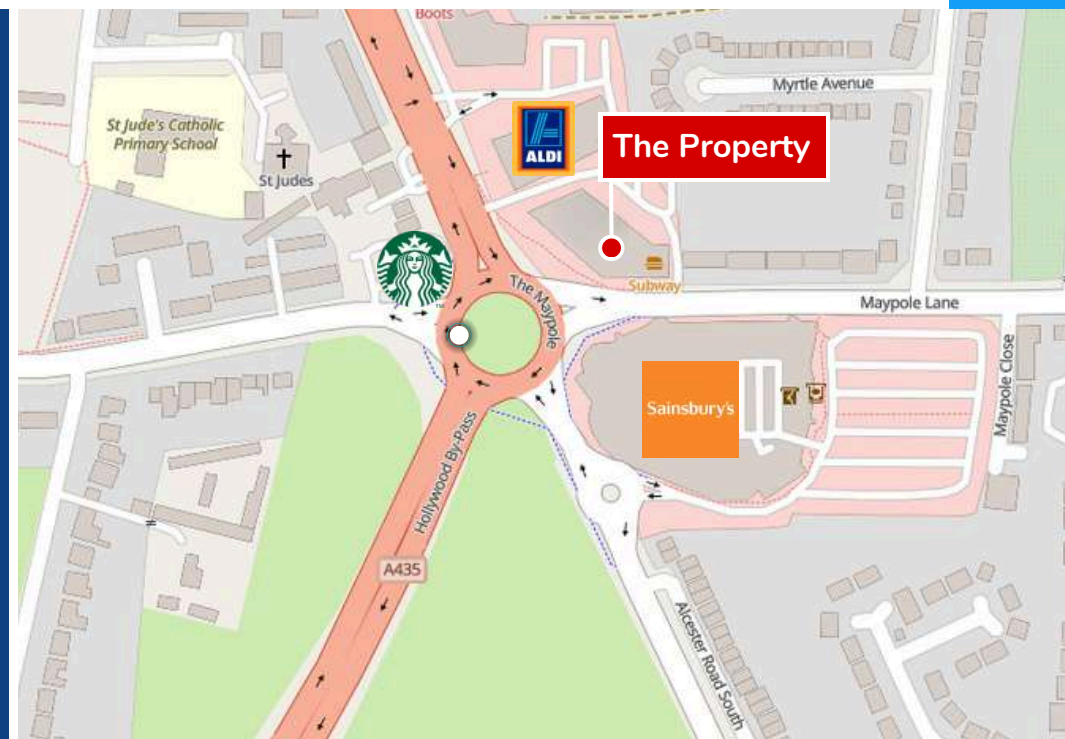 Boots
Myrtle Avenue
St Jude's Catholic
Primary School
St Judes
ALDI
The Property
Subway
The Maypole
TM
Maypole Lane
Sainsbury's
Maypole Close
Hollywood By-Pass
A435
Alcester Road South